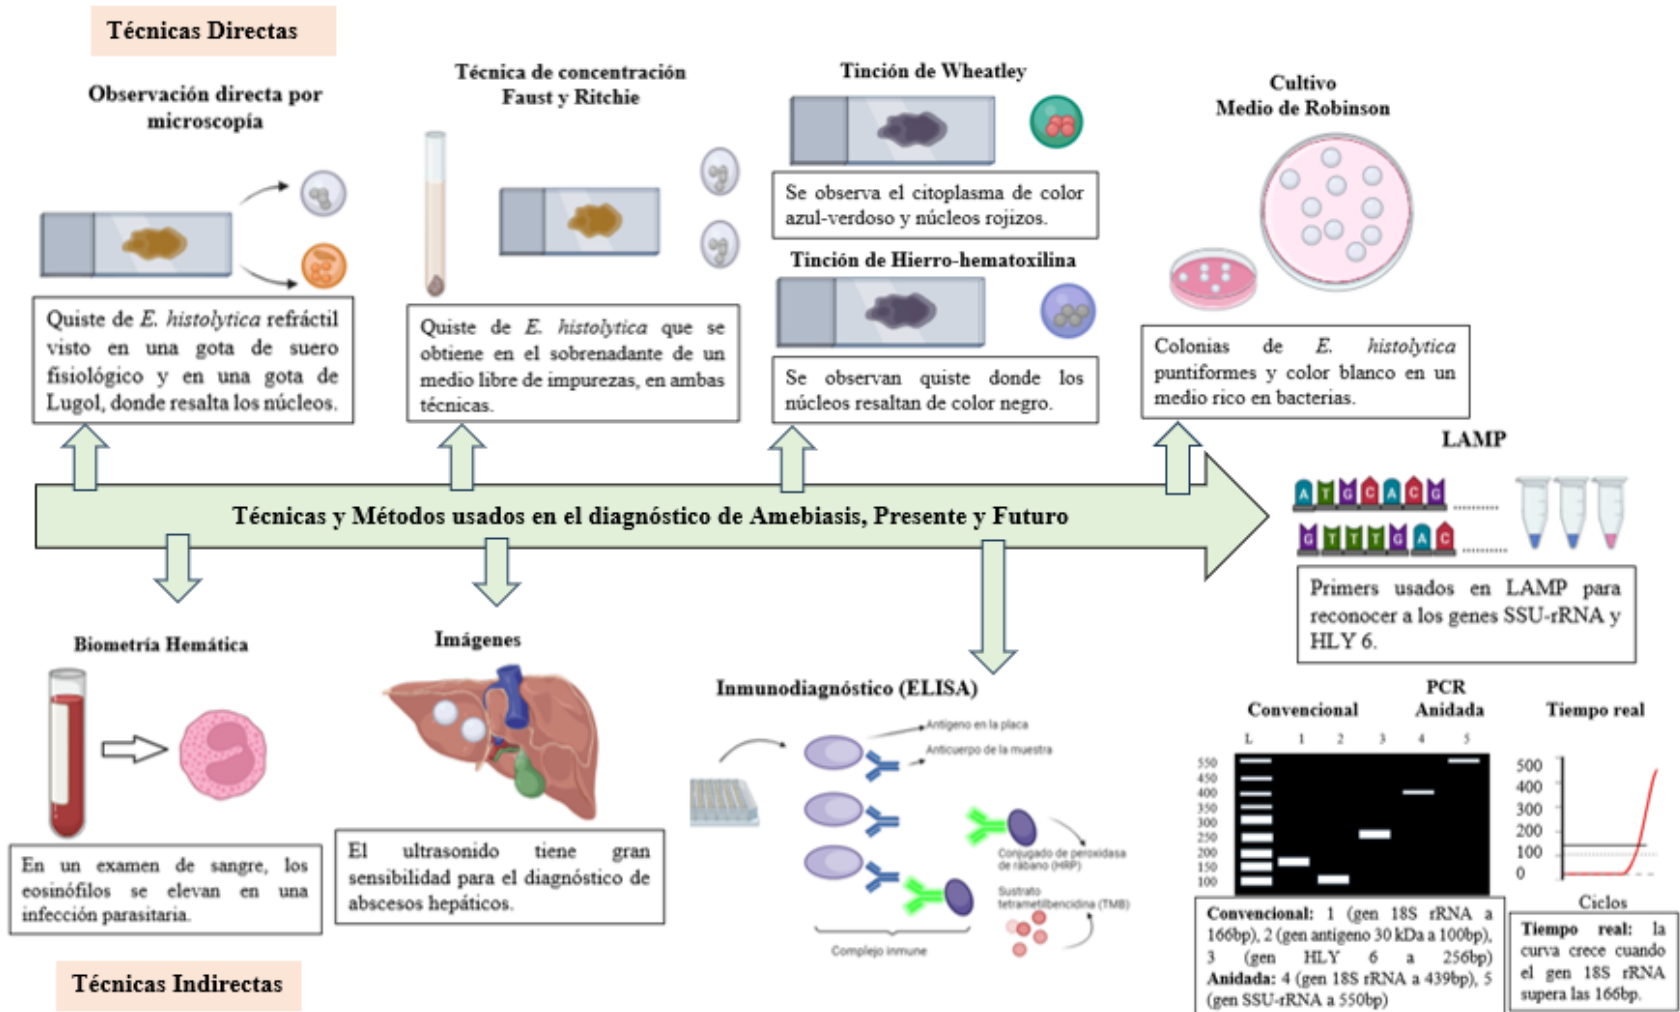 Técnicas Directas
Observación directa por
microscopía
Quiste de E. histolytica refráctil
visto en una gota de suero
fisiológico y en una gota de
Lugol, donde resalta los núcleos.
Técnica de concentración
Faust y Ritchie
Quiste de E. histolytica que se
obtiene en el sobrenadante de un
medio libre de impurezas, en ambas
técnicas.
Tinción de Wheatley
Se observa el citoplasma de color
azul-verdoso y núcleos rojizos.
Tinción de Hierro-hematoxilina
Se observan quiste donde los
núcleos resaltan de color negro.
Cultivo
Medio de Robinson
Colonias de E. histolytica
puntiformes y color blanco en un
medio rico en bacterias.
Técnicas y Métodos usados en el diagnóstico de Amebiasis, Presente y Futuro
LAMP
A T G C A C G ..........
G T T T G A C ..........
Primers usados en LAMP para
reconocer a los genes SSU-rRNA y
HLY 6.
Biometría Hemática
En un examen de sangre, los
eosinófilos se elevan en una
infección parasitaria.
Imágenes
El ultrasonido tiene gran
sensibilidad para el diagnóstico de
abscesos hepáticos.
Inmunodiagnóstico (ELISA)
Antígeno en la placa
Anticuerpo de la muestra
Conjugado de peroxidasa
de rábano (HRP)
Sustrato
tetrametilbencidina (TMB)
Complejo inmune
PCR
Convencional Anidada Tiempo real
L 1 2 3 4 5
550
450
400
350
300
250
200
150
100
500
400
300
200
100
0
Ciclos
Convencional: 1 (gen 18S rRNA a
166bp), 2 (gen antígeno 30 kDa a 100bp),
3 (gen HLY 6 a 256bp)
Anidada: 4 (gen 18S rRNA a 439bp), 5
(gen SSU-rRNA a 550bp)
Tiempo real: la
curva crece cuando
el gen 18S rRNA
supera las 166bp.
Técnicas Indirectas